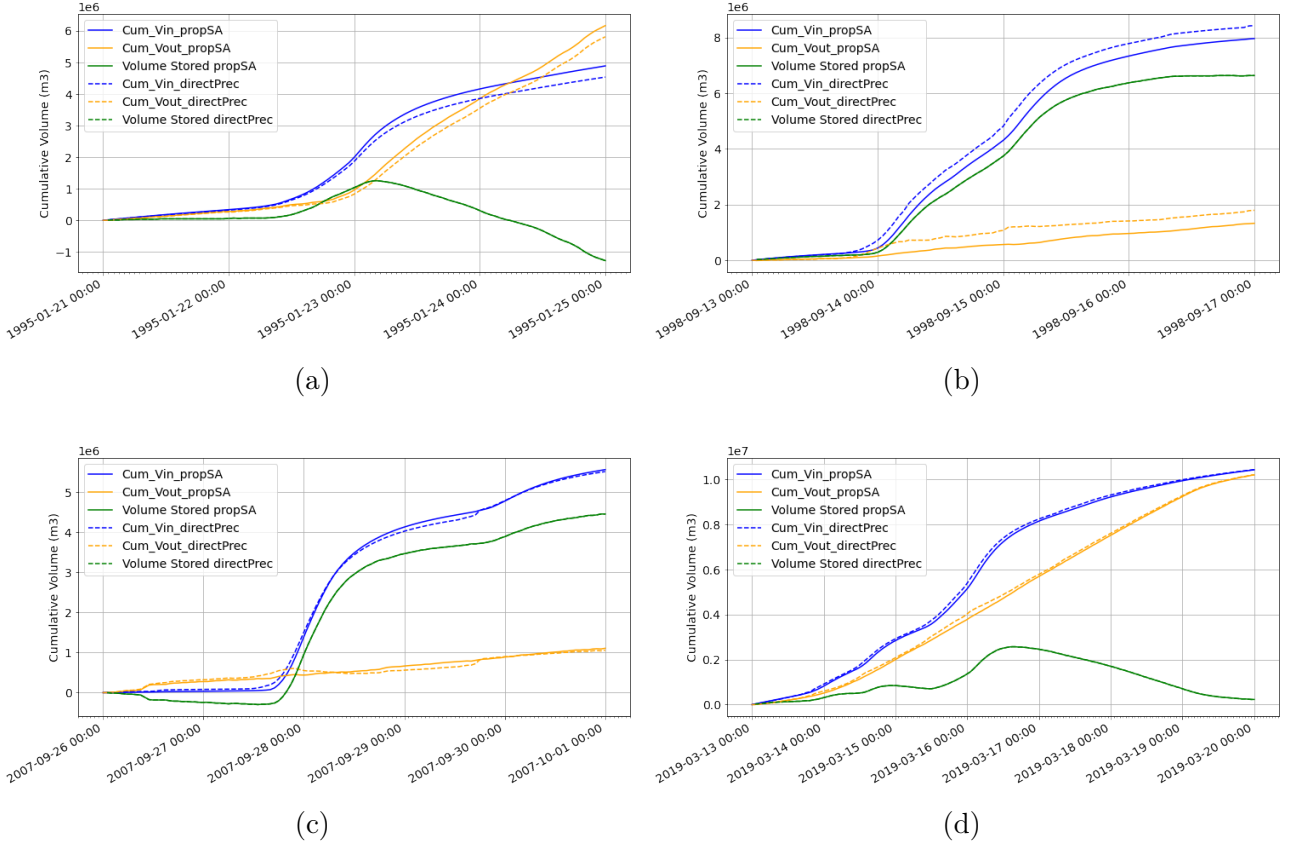 1e6
Cum_Vin_propSA
Cum_Vout_propSA
Volume Stored propSA
Cum_Vin_directPrec
Cum_Vout_directPrec
Volume Stored directPrec
Cumulative Volume (m3)
6
5
4
3
2
1
0
−1
1995-01-21 00:00
1995-01-22 00:00
1995-01-23 00:00
1995-01-24 00:00
1995-01-25 00:00
(a)
1e6
Cum_Vin_propSA
Cum_Vout_propSA
Volume Stored propSA
Cum_Vin_directPrec
Cum_Vout_directPrec
Volume Stored directPrec
Cumulative Volume (m3)
8
6
4
2
0
1998-09-13 00:00
1998-09-14 00:00
1998-09-15 00:00
1998-09-16 00:00
1998-09-17 00:00
(b)
1e6
Cum_Vin_propSA
Cum_Vout_propSA
Volume Stored propSA
Cum_Vin_directPrec
Cum_Vout_directPrec
Volume Stored directPrec
Cumulative Volume (m3)
5
4
3
2
1
0
2007-09-26 00:00
2007-09-27 00:00
2007-09-28 00:00
2007-09-29 00:00
2007-09-30 00:00
2007-10-01 00:00
(c)
1e7
Cum_Vin_propSA
Cum_Vout_propSA
Volume Stored propSA
Cum_Vin_directPrec
Cum_Vout_directPrec
Volume Stored directPrec
Cumulative Volume (m3)
1.0
0.8
0.6
0.4
0.2
0.0
2019-03-13 00:00
2019-03-14 00:00
2019-03-15 00:00
2019-03-16 00:00
2019-03-17 00:00
2019-03-18 00:00
2019-03-19 00:00
2019-03-20 00:00
(d)